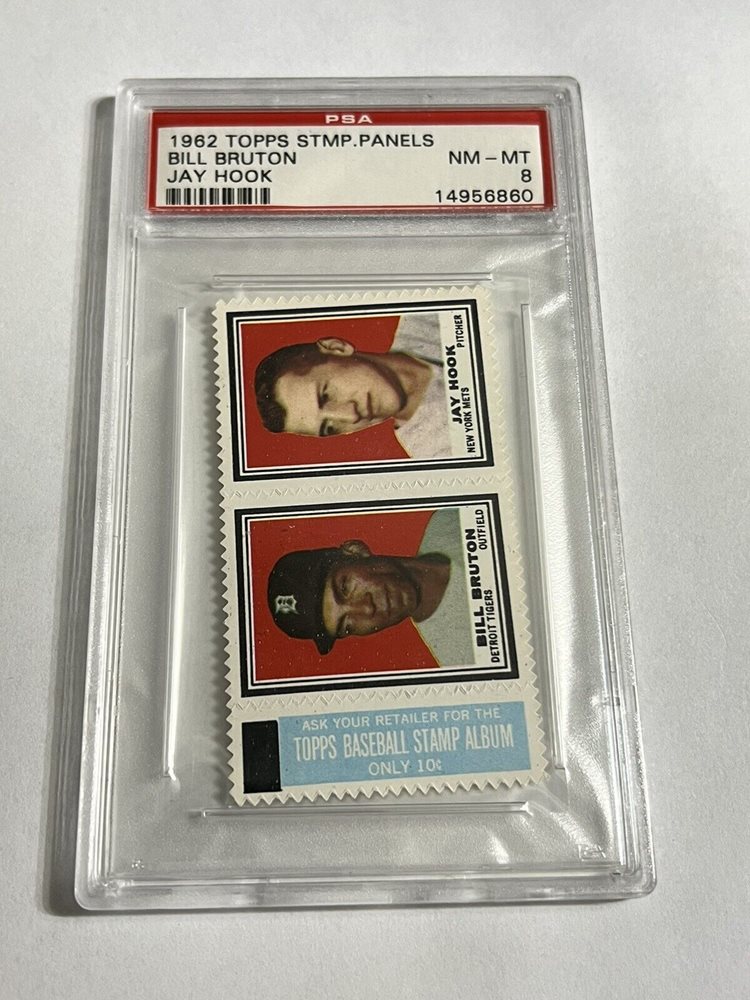 PSA
1962 TOPPS STMP.PANELS
BILL BRUTON NM-MT
JAY HOOK 8
14956860
JAY HOOK
NEW YORK METS PITCHER
BILL BRUTON
DETROIT TIGERS OUTFIELD
ASK YOUR RETAILER FOR THE
TOPPS BASEBALL STAMP ALBUM
ONLY 10¢